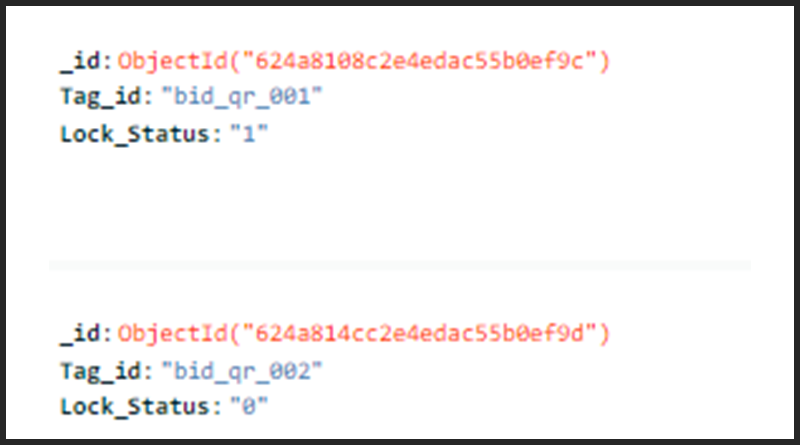 _id: ObjectId("624a8108c2e4edac55b0ef9c")
Tag_id: "bid_qr_001"
Lock_Status: "1"
_id: ObjectId("624a814cc2e4edac55b0ef9d")
Tag_id: "bid_qr_002"
Lock_Status: "0"